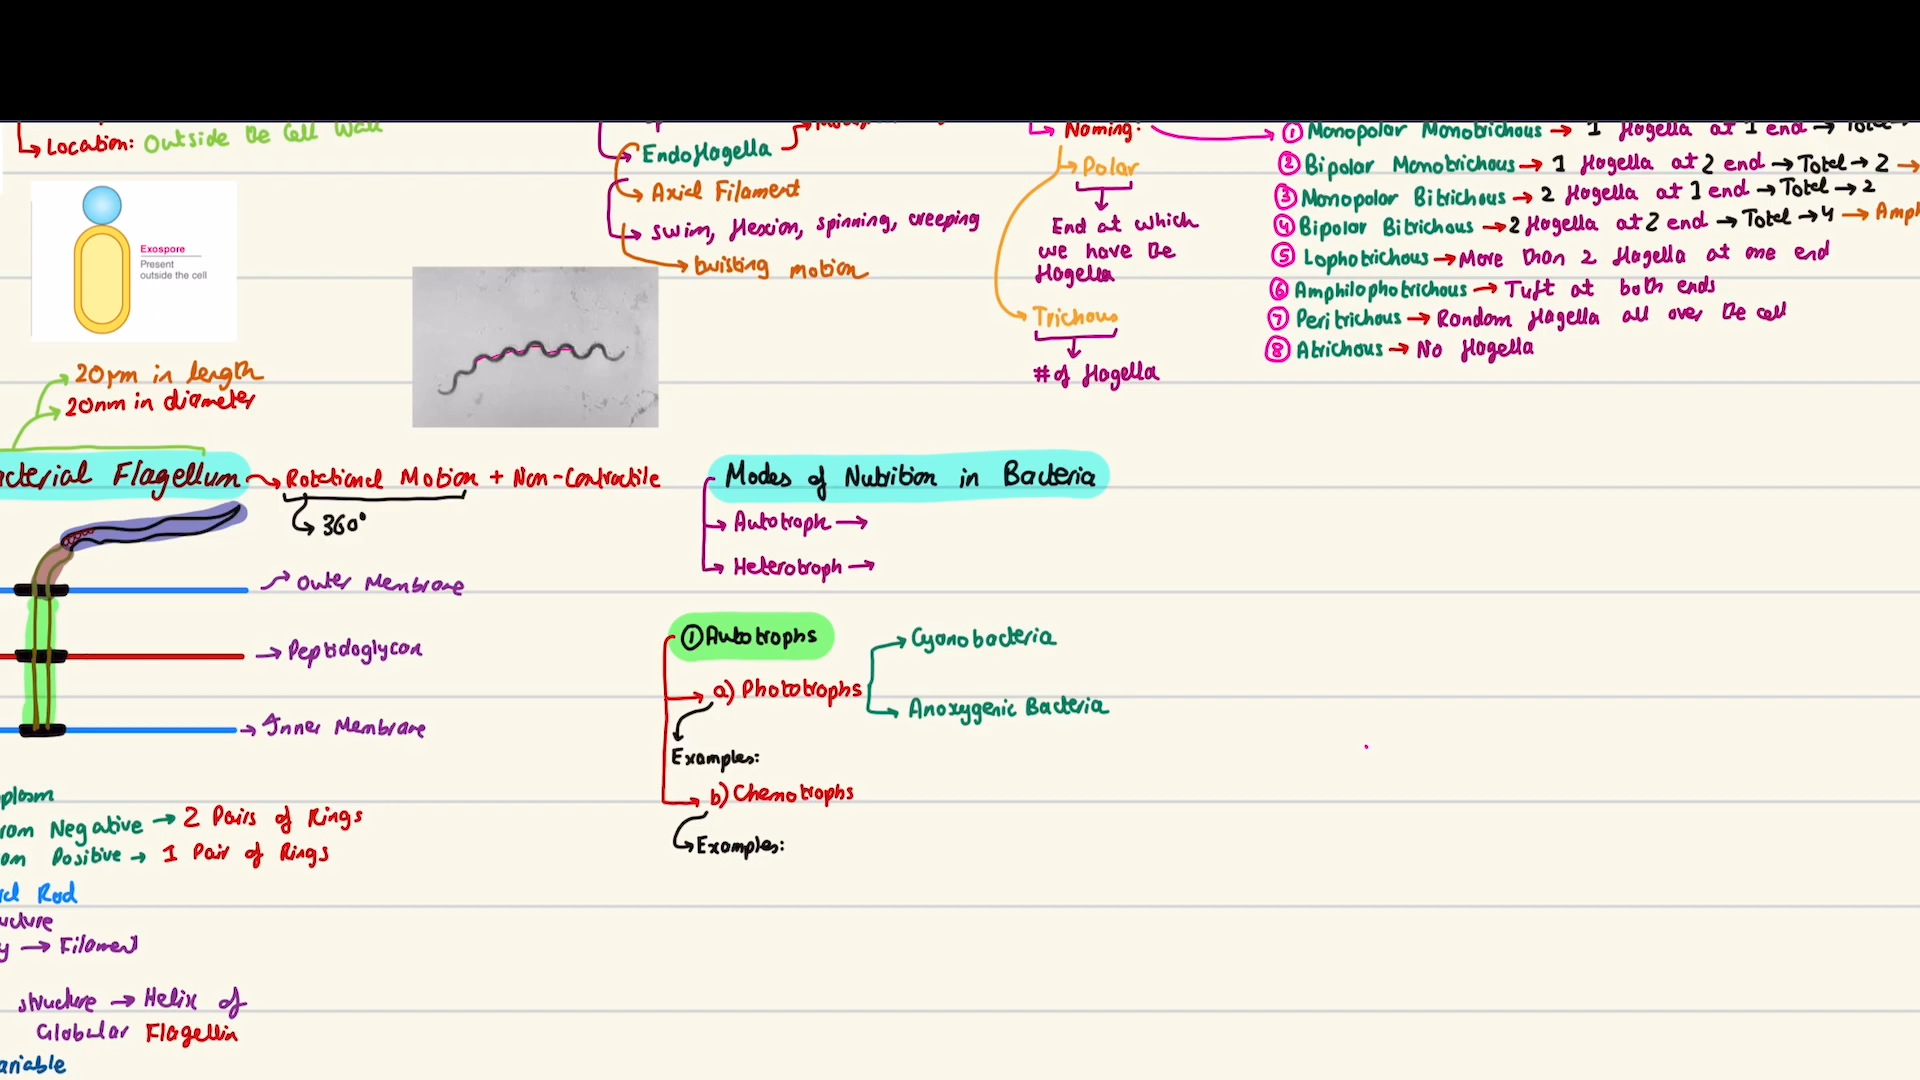 Location: Outside the Cell Wall
Exospore
Present
outside the cell
20µm in length
20nm in diameter
Flagellum
Rotational Motion + Non-Contractile
360°
Outer Membrane
Peptidoglycan
Inner Membrane
Negative → 2 Pairs of Rings
Positive → 1 Pair of Rings
Rod
→ Filament
structure → Helix of
Globular Flagellin
Endoflagella
Axial Filament
swim, flexion, spinning, creeping
twisting motion
Naming:
Polar
End at which
we have the
flagella
Trichous
# of flagella
① Monopolar Monotrichous → 1 flagella at 1 end → Total →
② Bipolar Monotrichous → 1 flagella at 2 end → Total → 2 →
③ Monopolar Bitrichous → 2 flagella at 1 end → Total → 2
④ Bipolar Bitrichous → 2 flagella at 2 end → Total → 4 →
⑤ Lophotrichous → More than 2 flagella at one end
⑥ Amphilophotrichous → Tuft at both ends
⑦ Peritrichous → Random flagella all over the cell
⑧ Atrichous → No flagella
Modes of Nutrition in Bacteria
Autotroph →
Heterotroph →
① Autotrophs
a) Phototrophs
Cyanobacteria
Anoxygenic Bacteria
Examples:
b) Chemotrophs
Examples: